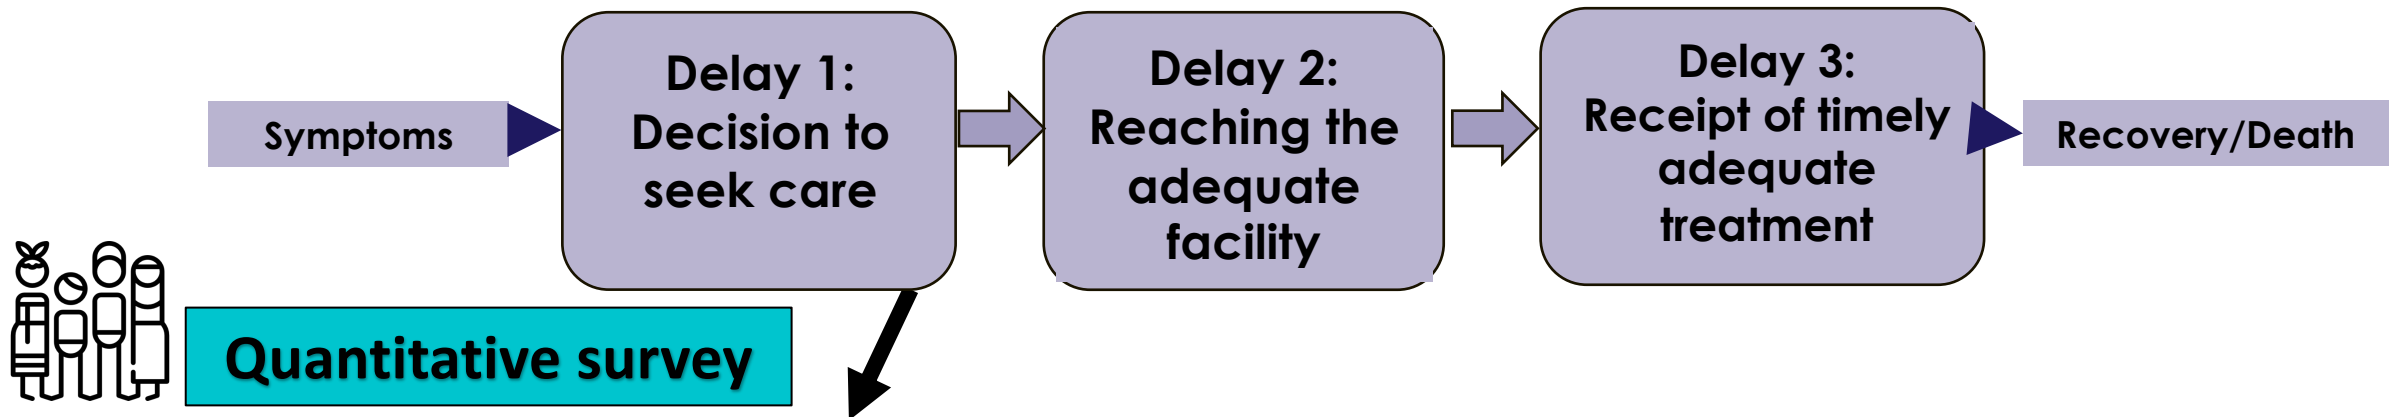 Symptoms
Delay 1:
Decision to
seek care
Delay 2:
Reaching the
adequate
facility
Delay 3:
Receipt of timely
adequate
treatment
Recovery/Death
Quantitative survey